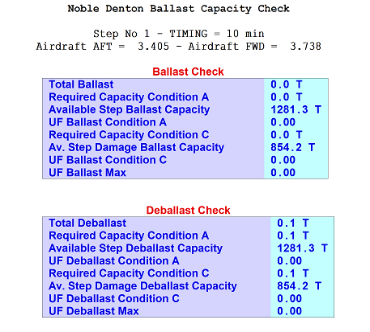 Noble Denton Ballast Capacity Check
Step No 1 - TIMING = 10 min
Airdraft AFT = 3.405 - Airdraft FWD = 3.738
Ballast Check
Total Ballast 0.0 T
Required Capacity Condition A 0.0 T
Available Step Ballast Capacity 1281.3 T
UF Ballast Condition A 0.00
Required Capacity Condition C 0.0 T
Av. Step Damage Ballast Capacity 854.2 T
UF Ballast Condition C 0.00
UF Ballast Max 0.00
Deballast Check
Total Deballast 0.1 T
Required Capacity Condition A 0.1 T
Available Step Deballast Capacity 1281.3 T
UF Deballast Condition A 0.00
Required Capacity Condition C 0.1 T
Av. Step Damage Deballast Capacity 854.2 T
UF Deballast Condition C 0.00
UF Deballast Max 0.00